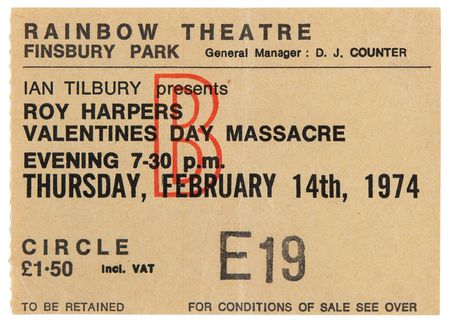 RAINBOW THEATRE
FINSBURY PARK General Manager : D. J. COUNTER
IAN TILBURY presents
ROY HARPERS
VALENTINES DAY MASSACRE
B
EVENING 7-30 p.m.
THURSDAY, FEBRUARY 14th, 1974
CIRCLE
£1·50 incl. VAT
E19
TO BE RETAINED FOR CONDITIONS OF SALE SEE OVER